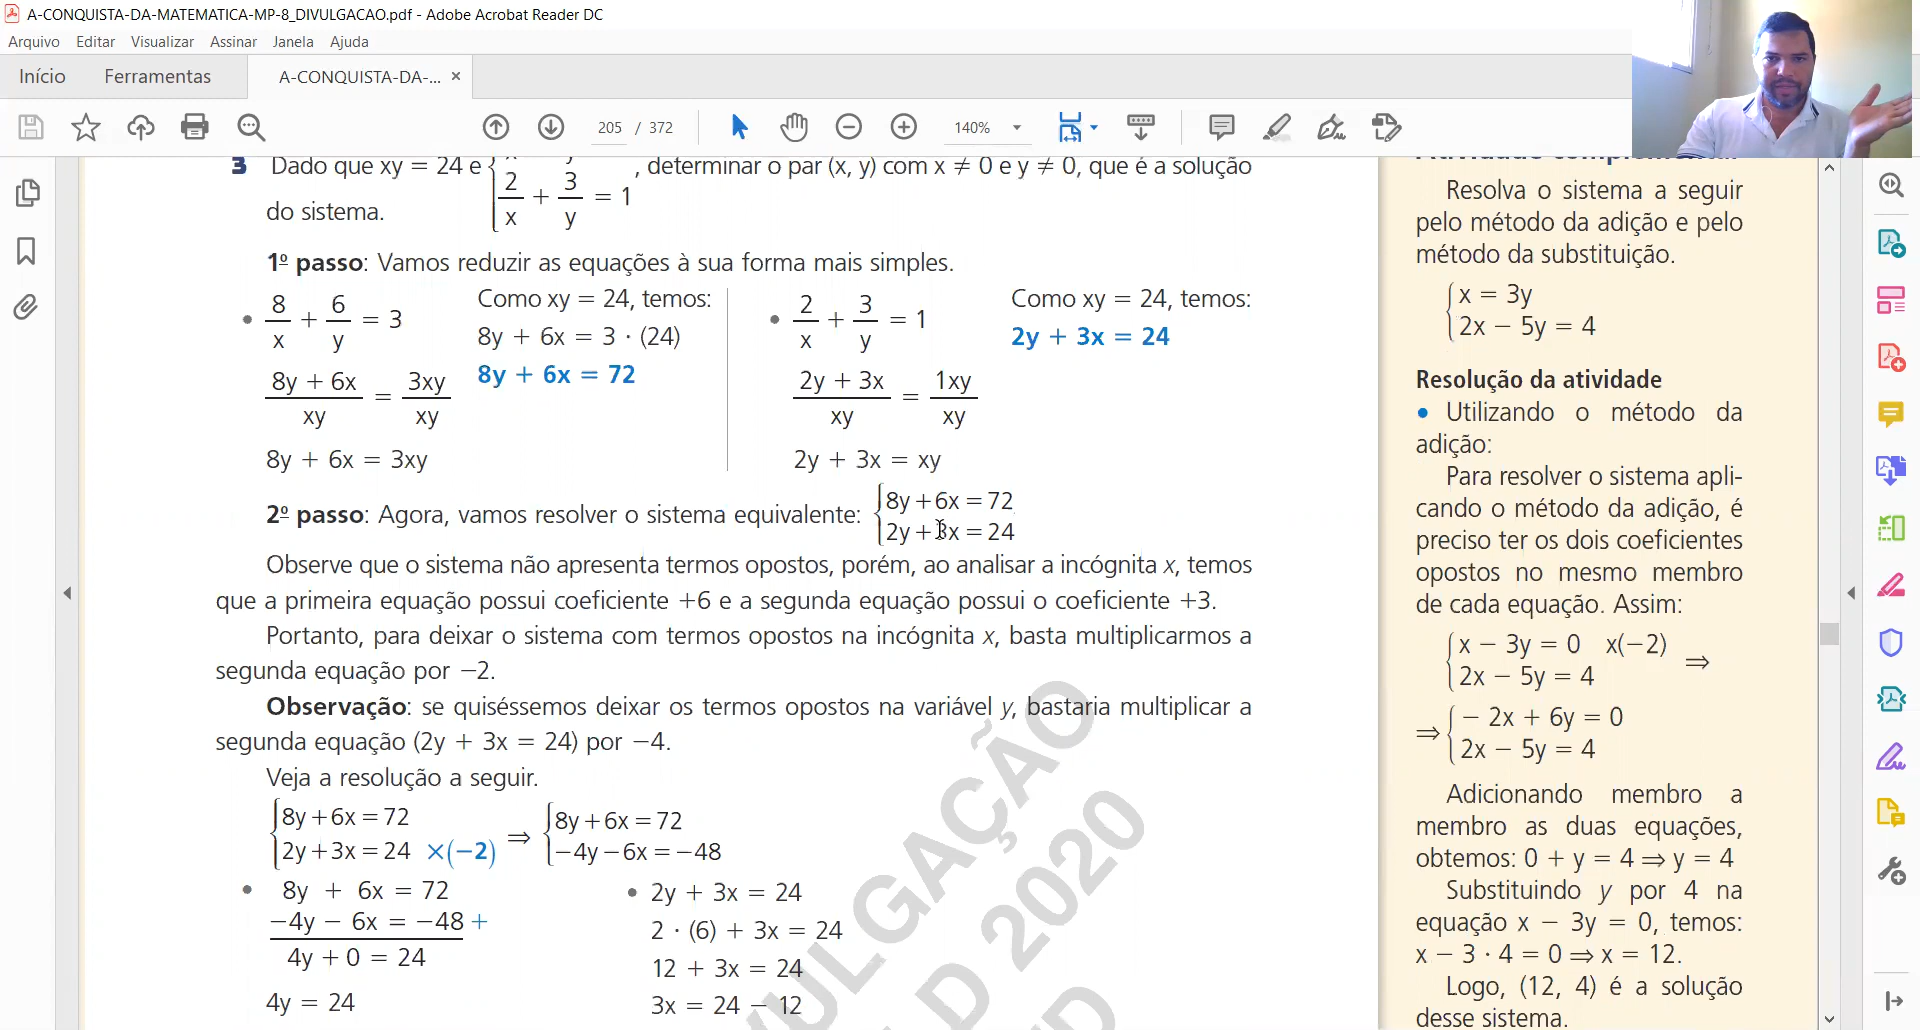 A-CONQUISTA-DA-MATEMATICA-MP-8_DIVULGACAO.pdf - Adobe Acrobat Reader DC
Arquivo Editar Visualizar Assinar Janela Ajuda
Início Ferramentas A-CONQUISTA-DA-... ×
205 / 372 140%
3 Dado que xy = 24 e { 2/x + 3/y = 1 , determinar o par (x, y) com x ≠ 0 e y ≠ 0, que é a solução
do sistema.
1º passo: Vamos reduzir as equações à sua forma mais simples.
• 8/x + 6/y = 3
(8y + 6x)/xy = 3xy/xy
8y + 6x = 3xy
Como xy = 24, temos:
8y + 6x = 3 · (24)
8y + 6x = 72
• 2/x + 3/y = 1
(2y + 3x)/xy = 1xy/xy
2y + 3x = xy
Como xy = 24, temos:
2y + 3x = 24
2º passo: Agora, vamos resolver o sistema equivalente: { 8y + 6x = 72
2y + 3x = 24
Observe que o sistema não apresenta termos opostos, porém, ao analisar a incógnita x, temos
que a primeira equação possui coeficiente +6 e a segunda equação possui o coeficiente +3.
Portanto, para deixar o sistema com termos opostos na incógnita x, basta multiplicarmos a
segunda equação por −2.
Observação: se quiséssemos deixar os termos opostos na variável y, bastaria multiplicar a
segunda equação (2y + 3x = 24) por −4.
Veja a resolução a seguir.
{ 8y + 6x = 72 ⇒ { 8y + 6x = 72
2y + 3x = 24 ×(−2) −4y − 6x = −48
• 8y + 6x = 72
−4y − 6x = −48 +
4y + 0 = 24
4y = 24
• 2y + 3x = 24
2 · (6) + 3x = 24
12 + 3x = 24
3x = 24 − 12
Resolva o sistema a seguir
pelo método da adição e pelo
método da substituição.
{ x = 3y
2x − 5y = 4
Resolução da atividade
• Utilizando o método da
adição:
Para resolver o sistema apli-
cando o método da adição, é
preciso ter os dois coeficientes
opostos no mesmo membro
de cada equação. Assim:
{ x − 3y = 0 x(−2) ⇒
2x − 5y = 4
⇒ { − 2x + 6y = 0
2x − 5y = 4
Adicionando membro a
membro as duas equações,
obtemos: 0 + y = 4 ⇒ y = 4
Substituindo y por 4 na
equação x − 3y = 0, temos:
x − 3 · 4 = 0 ⇒ x = 12.
Logo, (12, 4) é a solução
desse sistema.